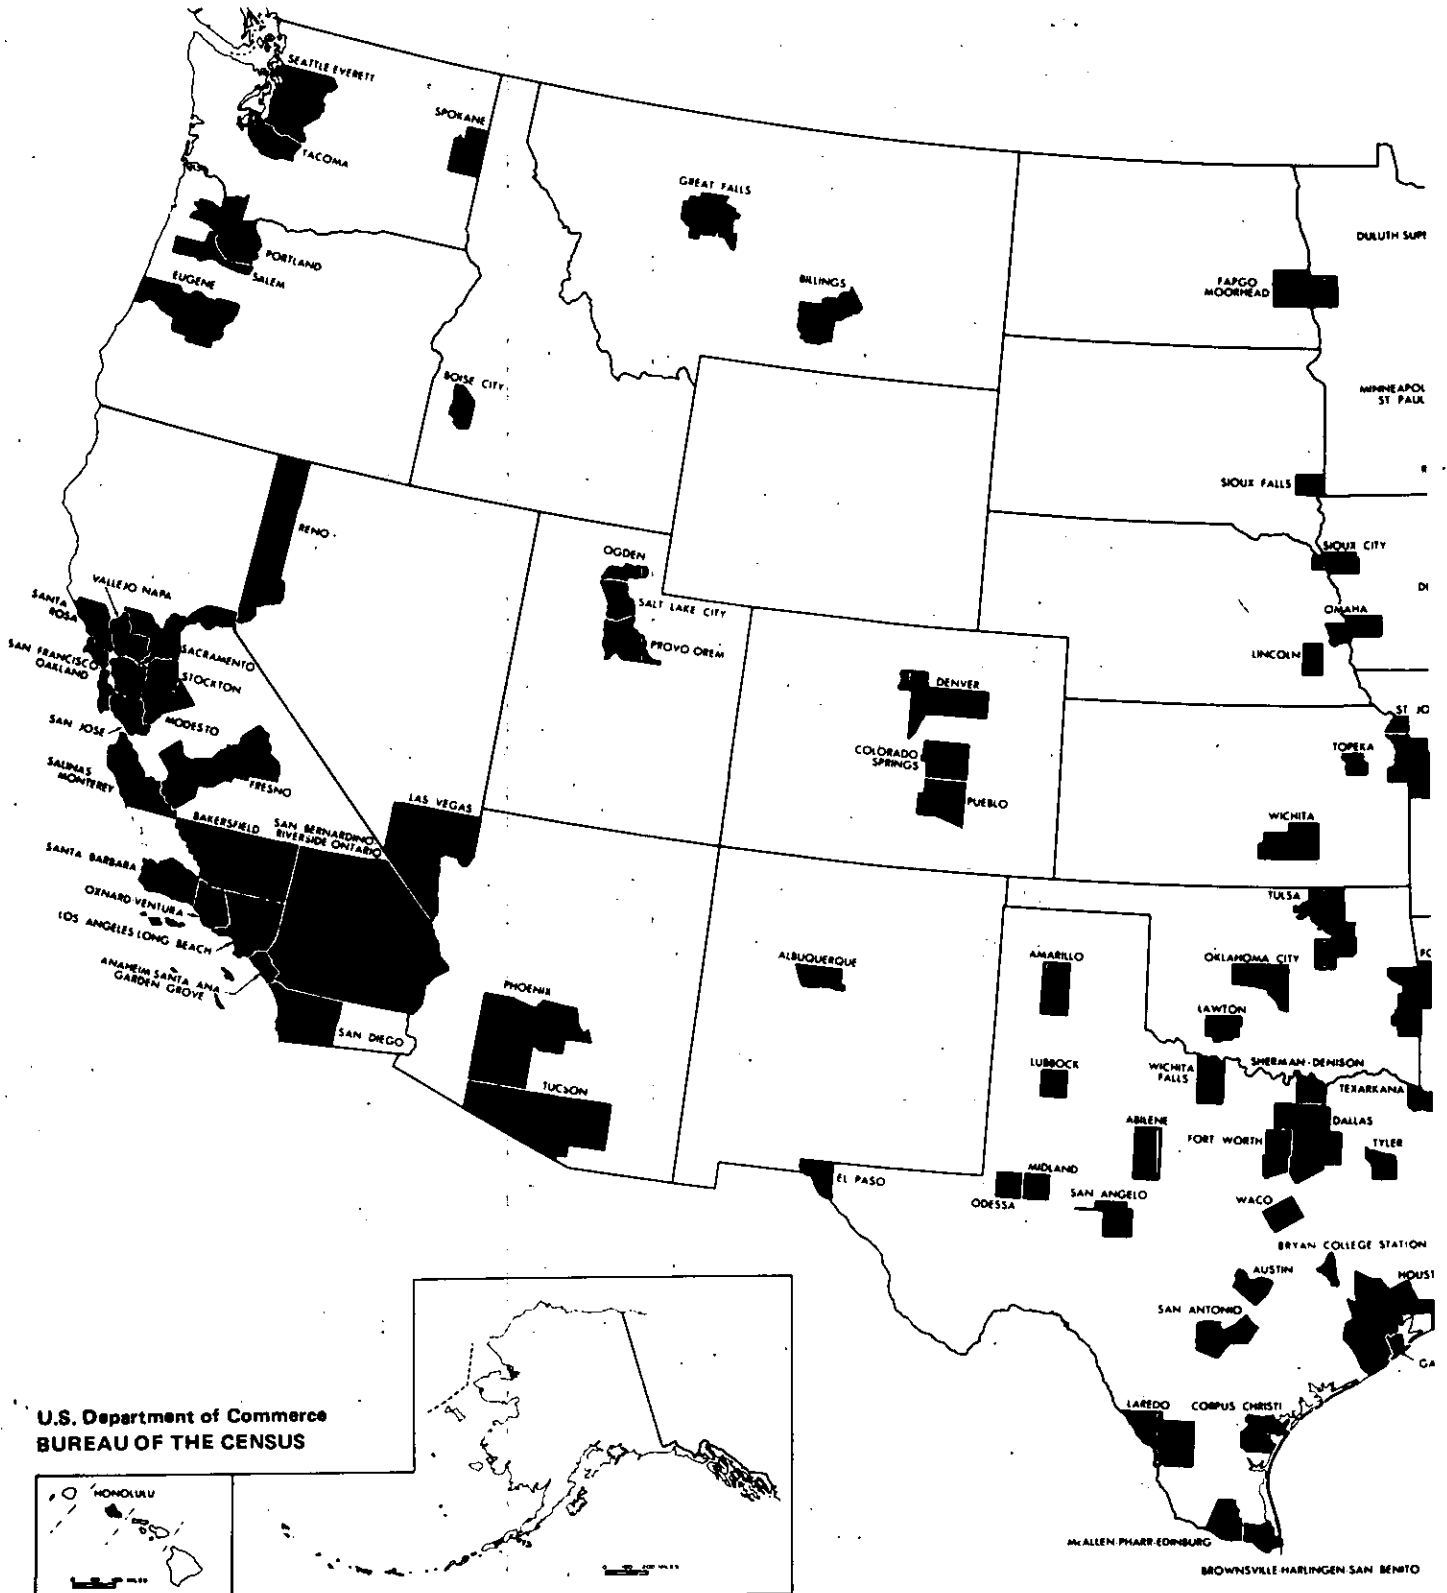 SEATTLE EVERETT
SPOKANE
TACOMA
GREAT FALLS
DULUTH SUP
PORTLAND
SALEM
EUGENE
BILLINGS
FARGO
MOORHEAD
BOISE CITY
MINNEAPOL
ST PAUL
SIOUX FALLS
R
RENO
OGDEN
SIOUX CITY
VALLEJO NAPA
SANTA
ROSA
SALT LAKE CITY
OMAHA
SAN FRANCISCO
OAKLAND
SACRAMENTO
PROVO OREM
LINCOLN
STOCKTON
DENVER
SAN JOSE
MODESTO
ST JO
COLORADO
SPRINGS
TOPEKA
SALINAS
MONTEREY
FRESNO
LAS VEGAS
PUEBLO
BAKERSFIELD
SAN BERNARDINO
RIVERSIDE ONTARIO
WICHITA
SANTA BARBARA
OXNARD-VENTURA
TULSA
LOS ANGELES LONG BEACH
ANAHEIM SANTA ANA
GARDEN GROVE
ALBUQUERQUE
AMARILLO
OKLAHOMA CITY
PHOENIX
SAN DIEGO
LAWTON
LUBBOCK
WICHITA
FALLS
SHERMAN-DENISON
TUCSON
TEXARKANA
ABILENE
DALLAS
FORT WORTH
TYLER
EL PASO
MIDLAND
ODESSA
SAN ANGELO
WACO
BRYAN COLLEGE STATION
AUSTIN
HOUST
SAN ANTONIO
GA
LAREDO
CORPUS CHRISTI
U.S. Department of Commerce
BUREAU OF THE CENSUS
HONOLULU
McALLEN-PHARR-EDINBURG
BROWNSVILLE-HARLINGEN-SAN BENITO